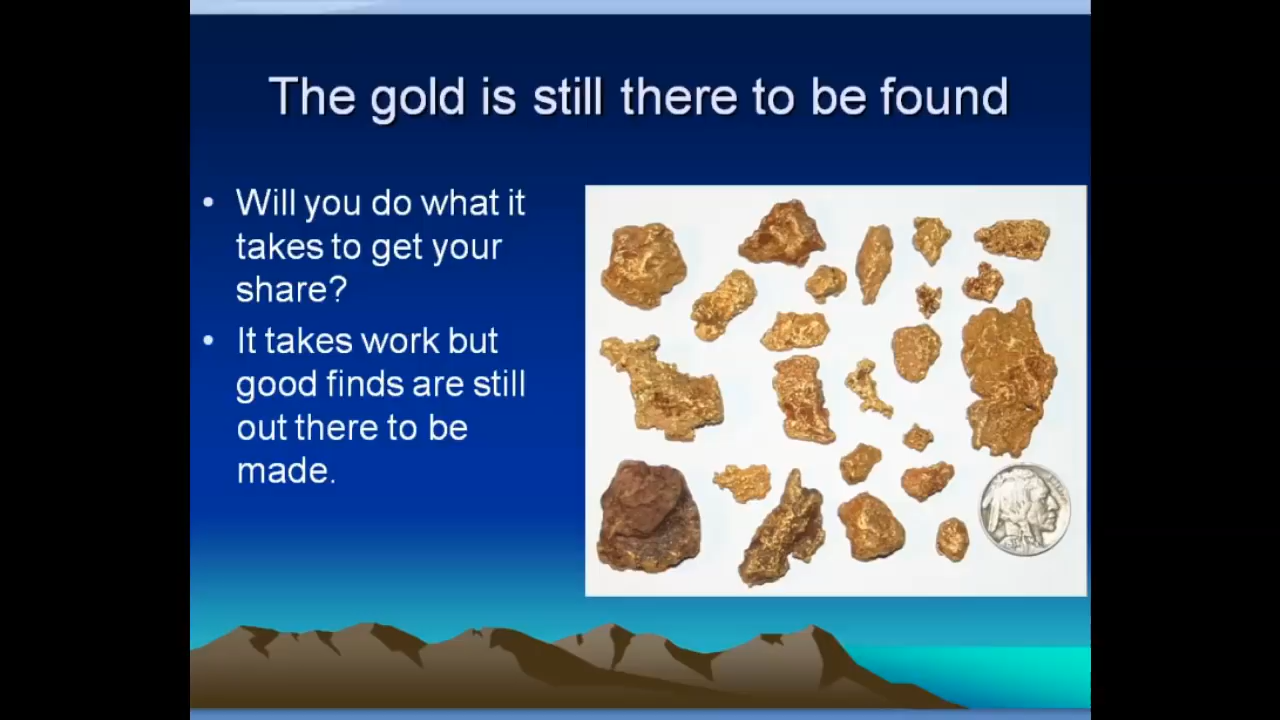 The gold is still there to be found
• Will you do what it
takes to get your
share?
• It takes work but
good finds are still
out there to be
made.